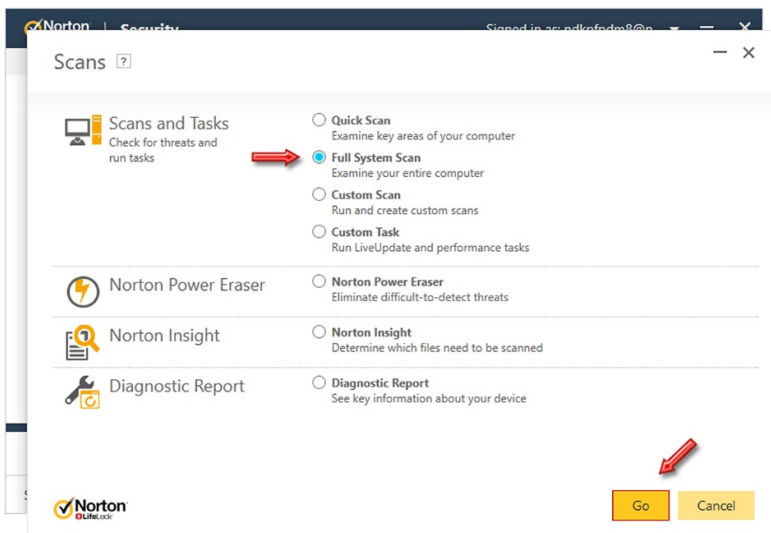 Norton | Security
Signed in as:
Scans ?
Scans and Tasks
Check for threats and
run tasks
Quick Scan
Examine key areas of your computer
Full System Scan
Examine your entire computer
Custom Scan
Run and create custom scans
Custom Task
Run LiveUpdate and performance tasks
Norton Power Eraser
Norton Power Eraser
Eliminate difficult-to-detect threats
Norton Insight
Norton Insight
Determine which files need to be scanned
Diagnostic Report
Diagnostic Report
See key information about your device
Norton
LifeLock
Go
Cancel